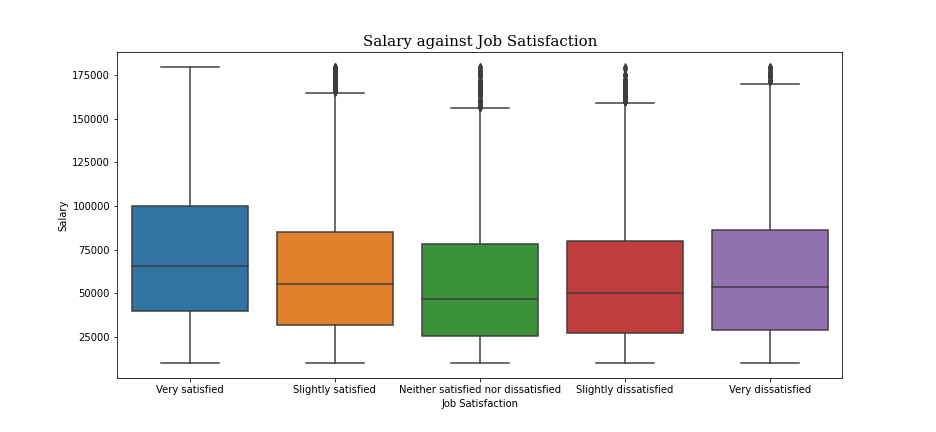 Salary against Job Satisfaction
175000
150000
125000
100000
75000
50000
25000
Salary
Very satisfied
Slightly satisfied
Neither satisfied nor dissatisfied
Slightly dissatisfied
Very dissatisfied
Job Satisfaction